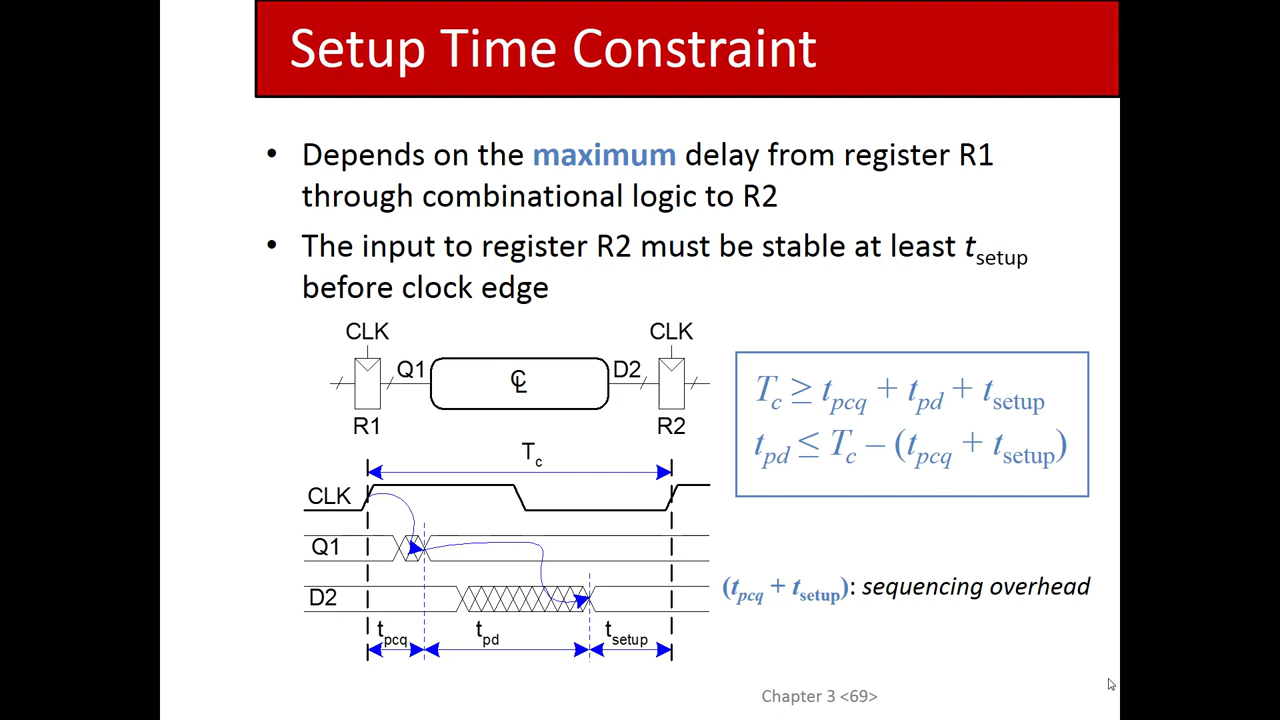 Setup Time Constraint
• Depends on the maximum delay from register R1
through combinational logic to R2
• The input to register R2 must be stable at least tsetup
before clock edge
CLK CLK
Q1 CL D2
R1 R2
Tc ≥ tpcq + tpd + tsetup
tpd ≤ Tc – (tpcq + tsetup)
Tc
CLK
Q1
D2
tpcq tpd tsetup
(tpcq + tsetup): sequencing overhead
Chapter 3 <69>